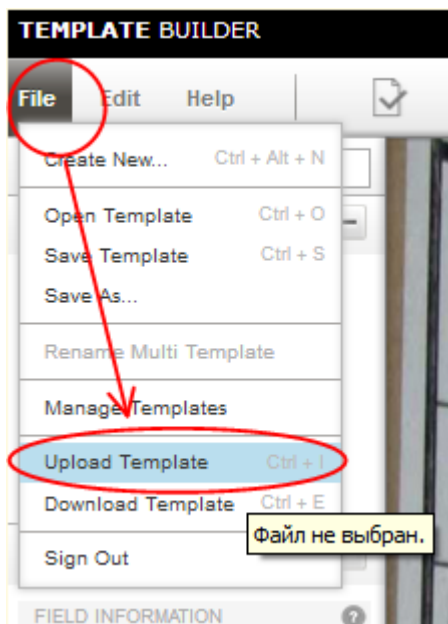 TEMPLATE BUILDER
File Edit Help
Create New... Ctrl + Alt + N
Open Template Ctrl + O
Save Template Ctrl + S
Save As...
Rename Multi Template
Manage Templates
Upload Template Ctrl + I
Download Template Ctrl + E
Файл не выбран.
Sign Out
FIELD INFORMATION ?